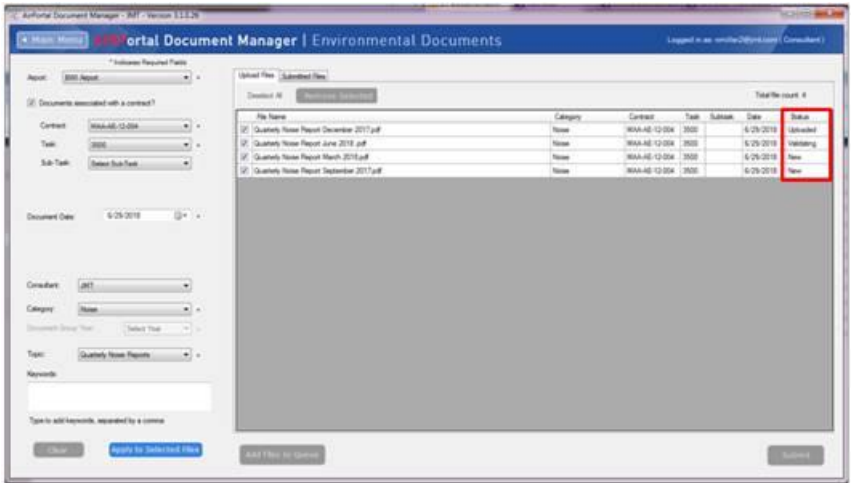 AirPortal Document Manager - JMT - Version 3.1.0.26
Main Menu
AIRPortal Document Manager | Environmental Documents
Logged in as: (Consultant)
* Indicates Required Fields
Airport: BWI Airport *
Documents associated with a contract?
Contract: MAA-AE-12-004 *
Task: 3500 *
Sub-Task: Select Sub-Task
Document Date: 6/29/2018 *
Consultant: JMT
Category: Noise *
Document Group Year: Select Year *
Topic: Quarterly Noise Reports *
Keywords:
Type to add keywords, separated by a comma
Clear
Apply to Selected Files
Upload Files Submitted Files
Deselect All
Remove Selected
Total file count: 4
File Name Category Contract Task Subtask Date Status
Quarterly Noise Report December 2017.pdf Noise MAA-AE-12-004 3500 6/29/2018 Uploaded
Quarterly Noise Report June 2018 .pdf Noise MAA-AE-12-004 3500 6/29/2018 Validating
Quarterly Noise Report March 2018.pdf Noise MAA-AE-12-004 3500 6/29/2018 New
Quarterly Noise Report September 2017.pdf Noise MAA-AE-12-004 3500 6/29/2018 New
Add Files to Queue
Submit